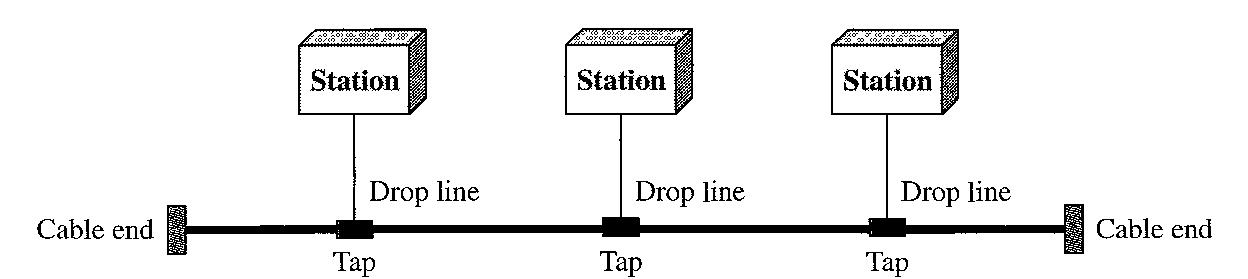 Station
Station
Station
Drop line
Drop line
Drop line
Cable end
Cable end
Tap
Tap
Tap